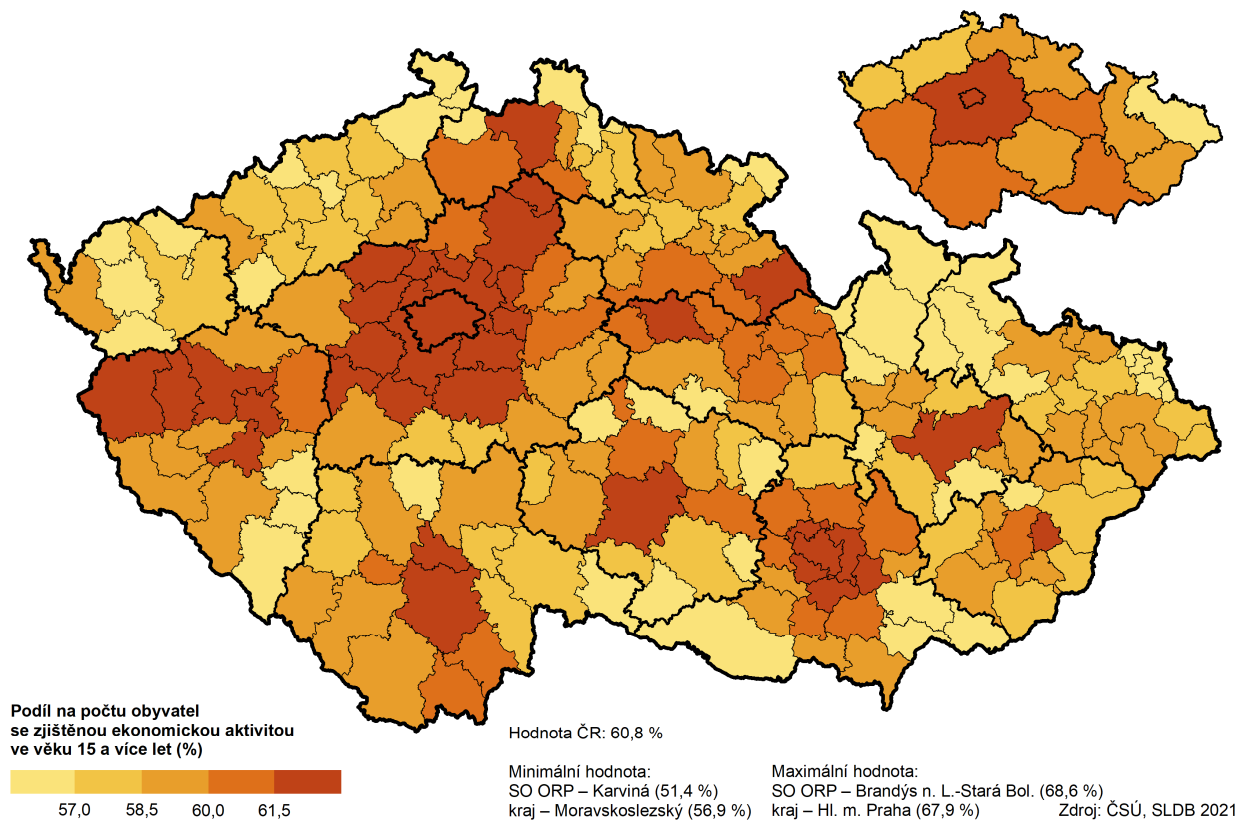 Podíl na počtu obyvatel
se zjištěnou ekonomickou aktivitou
ve věku 15 a více let (%)
57,0 58,5 60,0 61,5
Hodnota ČR: 60,8 %
Minimální hodnota:
SO ORP – Karviná (51,4 %)
kraj – Moravskoslezský (56,9 %)
Maximální hodnota:
SO ORP – Brandýs n. L.-Stará Bol. (68,6 %)
kraj – Hl. m. Praha (67,9 %)
Zdroj: ČSÚ, SLDB 2021